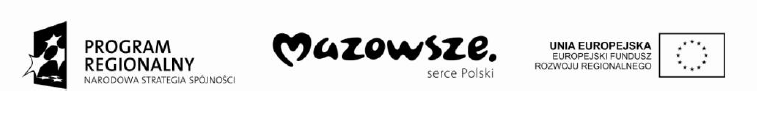 PROGRAM
REGIONALNY
NARODOWA STRATEGIA SPÓJNOŚCI
mazowsze.
serce Polski
UNIA EUROPEJSKA
EUROPEJSKI FUNDUSZ
ROZWOJU REGIONALNEGO